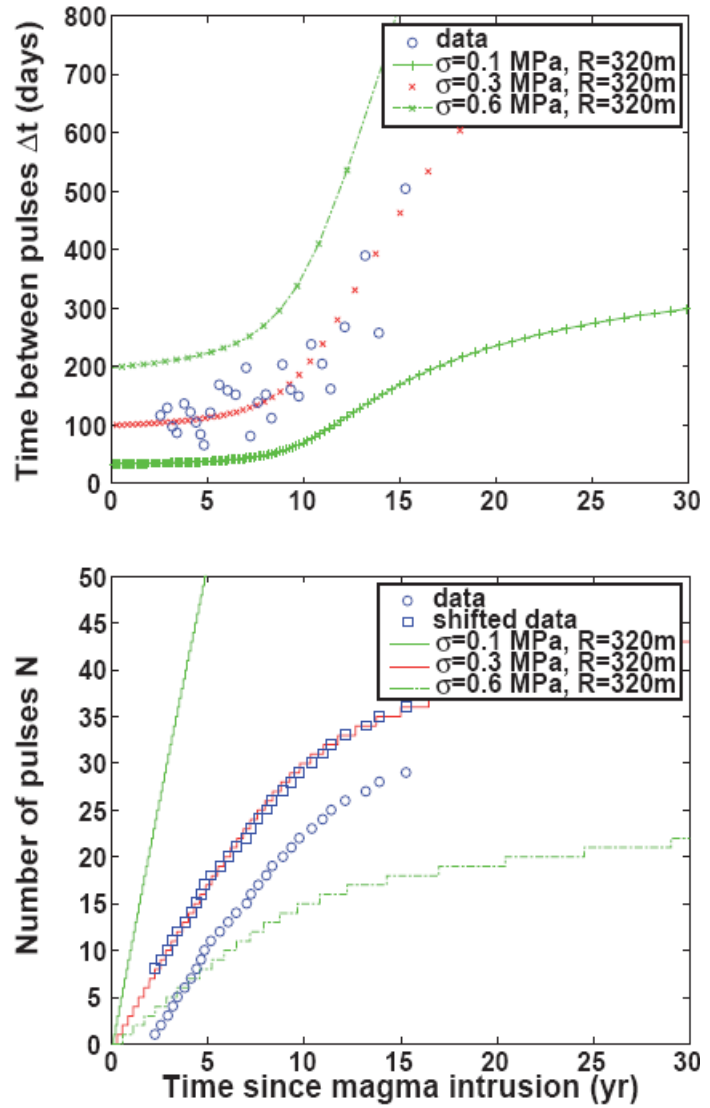 Time between pulses Δt (days)
800
700
600
500
400
300
200
100
0
data
σ=0.1 MPa, R=320m
σ=0.3 MPa, R=320m
σ=0.6 MPa, R=320m
0 5 10 15 20 25 30
Number of pulses N
50
45
40
35
30
25
20
15
10
5
0
data
shifted data
σ=0.1 MPa, R=320m
σ=0.3 MPa, R=320m
σ=0.6 MPa, R=320m
0 5 10 15 20 25 30
Time since magma intrusion (yr)